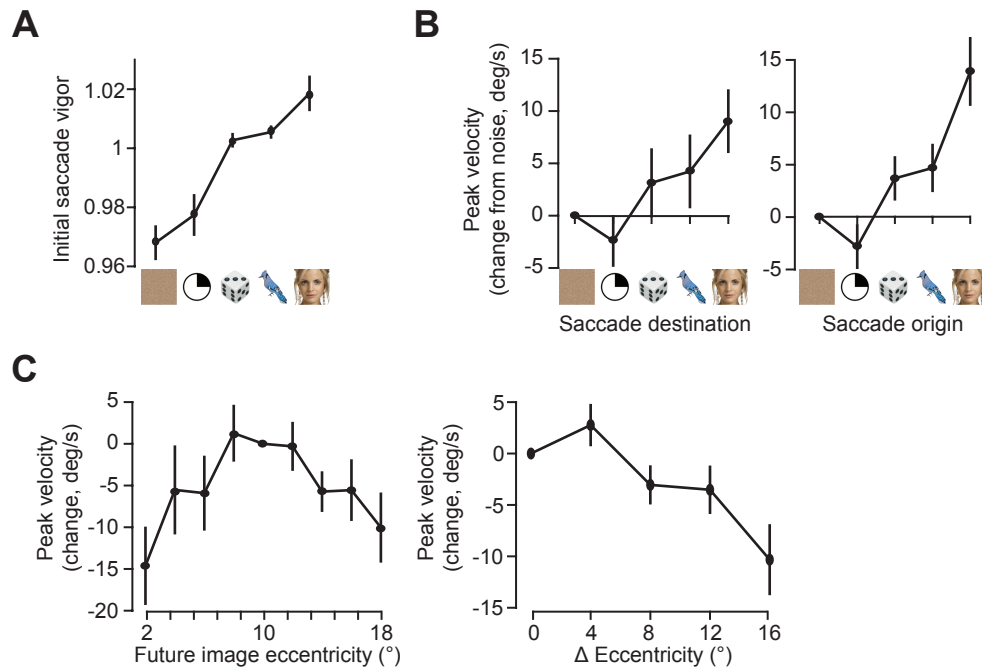 A
Initial saccade vigor
1.02
1
0.98
0.96
B
Peak velocity
(change from noise, deg/s)
15
10
5
0
-5
Saccade destination
15
10
5
0
-5
Saccade origin
C
Peak velocity
(change, deg/s)
5
0
-5
-10
-15
-20
2
10
18
Future image eccentricity (°)
Peak velocity
(change, deg/s)
5
0
-5
-10
-15
0
4
8
12
16
Δ Eccentricity (°)